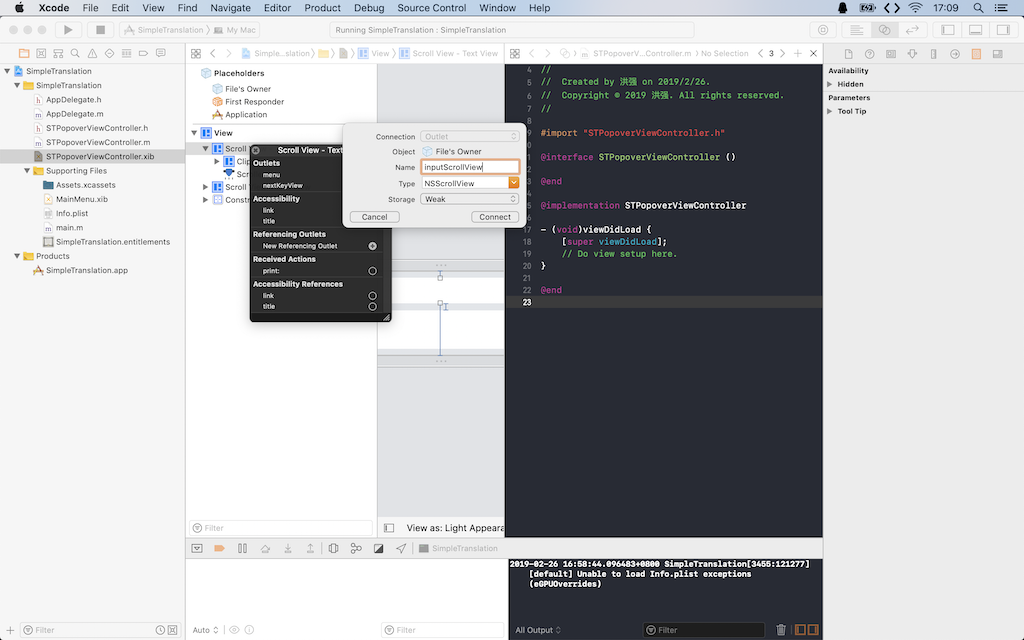 Xcode File Edit View Find Navigate Editor Product Debug Source Control Window Help 17:09
SimpleTranslation My Mac Running SimpleTranslation : SimpleTranslation
Simple...slation View Scroll View - Text View STPopoverV...Controller.m No Selection 3
SimpleTranslation
SimpleTranslation
AppDelegate.h
AppDelegate.m
STPopoverViewController.h
STPopoverViewController.m
STPopoverViewController.xib
Supporting Files
Assets.xcassets
MainMenu.xib
Info.plist
main.m
SimpleTranslation.entitlements
Products
SimpleTranslation.app
Filter
Placeholders
File's Owner
First Responder
Application
View
Scroll
Clip
Scr
Scroll
Constr
Filter
Scroll View - Text
Outlets
menu
nextKeyView
Accessibility
link
title
Referencing Outlets
New Referencing Outlet
Received Actions
print:
Accessibility References
link
title
Connection Outlet
Object File's Owner
Name inputScrollView
Type NSScrollView
Storage Weak
Cancel Connect
View as: Light Appeara
4 //
5 // Created by 洪强 on 2019/2/26.
6 // Copyright © 2019 洪强. All rights reserved.
7 //
#import "STPopoverViewController.h"
@interface STPopoverViewController ()
@end
@implementation STPopoverViewController
17 - (void)viewDidLoad {
18 [super viewDidLoad];
19 // Do view setup here.
20 }
21
22 @end
23
Availability
Hidden
Parameters
Tool Tip
SimpleTranslation
2019-02-26 16:58:44.096483+0800 SimpleTranslation[3455:121277]
[default] Unable to load Info.plist exceptions
(eGPUOverrides)
Auto Filter All Output Filter